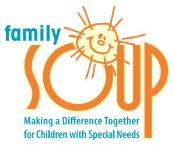 family
SOUP
Making a Difference Together
for Children with Special Needs